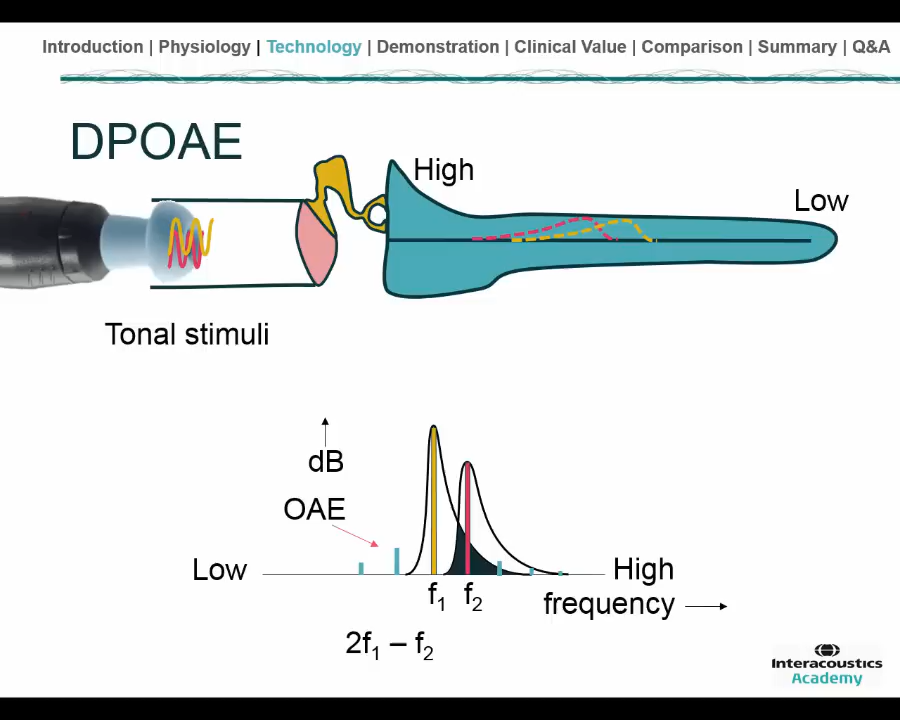 Introduction | Physiology | Technology | Demonstration | Clinical Value | Comparison | Summary | Q&A
DPOAE
High
Low
Tonal stimuli
dB
OAE
Low
High
f₁ f₂
frequency
2f₁ – f₂
Interacoustics
Academy